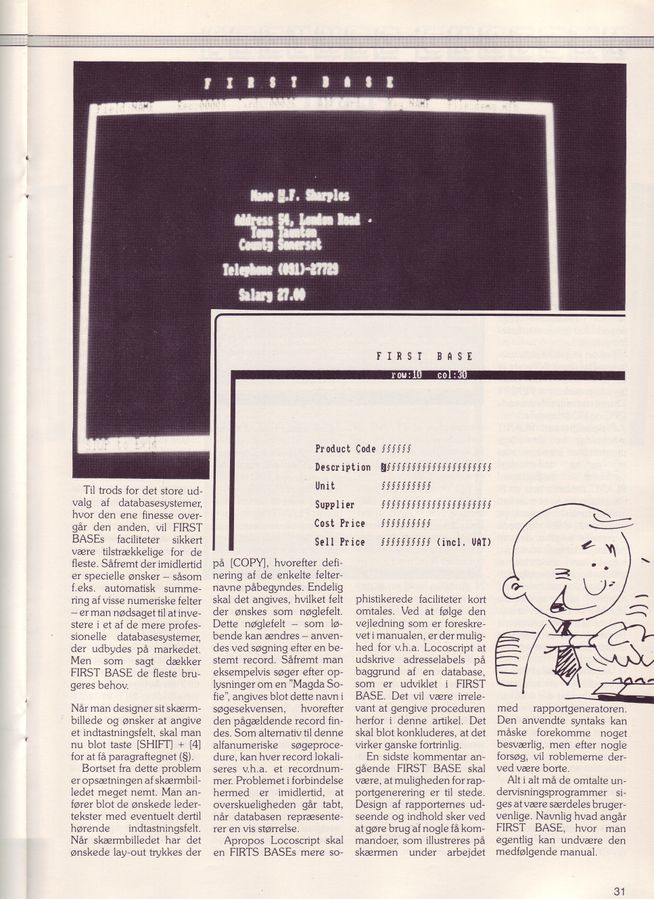 FIRST BASE
Name H.F. Sharples
Address 54, London Road
Town Taunton
County Somerset
Telephone (091)-27729
Salary 27.00
FIRST BASE
row:10 col:30
Product Code §§§§§§
Description §§§§§§§§§§§§§§§§§§§§§§
Unit §§§§§§§§§§
Supplier §§§§§§§§§§§§§§§§§§§§§§
Cost Price §§§§§§§§§§
Sell Price §§§§§§§§§§ (incl. VAT)
Til trods for det store ud-
valg af databasesystemer,
hvor den ene finesse over-
går den anden, vil FIRST
BASEs faciliteter sikkert
være tilstrækkelige for de
fleste. Såfremt der imidlertid
er specielle ønsker – såsom
f.eks. automatisk summe-
ring af visse numeriske felter
– er man nødsaget til at inve-
stere i et af de mere profes-
sionelle databasesystemer,
der udbydes på markedet.
Men som sagt dækker
FIRST BASE de fleste bru-
geres behov.
Når man designer sit skærm-
billede og ønsker at angive
et indtastningsfelt, skal man
nu blot taste [SHIFT] + [4]
for at få paragraftegnet (§).
Bortset fra dette problem
er opsætningen af skærmbil-
ledet meget nemt. Man an-
fører blot de ønskede leder-
tekster med eventuelt dertil
hørende indtastningsfelt.
Når skærmbilledet har det
ønskede lay-out trykkes der
på [COPY], hvorefter defi-
nering af de enkelte felter-
navne påbegyndes. Endelig
skal det angives, hvilket felt
der ønskes som nøglefelt.
Dette nøglefelt – som lø-
bende kan ændres – anven-
des ved søgning efter en be-
stemt record. Såfremt man
eksempelvis søger efter op-
lysninger om en "Magda So-
fie", angives blot dette navn i
søgesekvensen, hvorefter
den pågældende record fin-
des. Som alternativ til denne
alfanumeriske søgeproce-
dure, kan hver record lokali-
seres v.h.a. et recordnum-
mer. Problemet i forbindelse
hermed er imidlertid, at
overskueligheden går tabt,
når databasen repræsente-
rer en vis størrelse.
Apropos Locoscript skal
en FIRTS BASEs mere so-
phistikerede faciliteter kort
omtales. Ved at følge den
vejledning som er foreskre-
vet i manualen, er der mulig-
hed for v.h.a. Locoscript at
udskrive adresselabels på
baggrund af en database,
som er udviklet i FIRST
BASE. Det vil være irrele-
vant at gengive proceduren
herfor i denne artikel. Det
skal blot konkluderes, at det
virker ganske fortrinlig.
En sidste kommentar an-
gående FIRST BASE skal
være, at muligheden for rap-
portgenerering er til stede.
Design af rapporternes ud-
seende og indhold sker ved
at gøre brug af nogle få kom-
mandoer, som illustreres på
skærmen under arbejdet
med rapportgeneratoren.
Den anvendte syntaks kan
måske forekomme noget
besværlig, men efter nogle
forsøg, vil roblemerne der-
ved være borte.
Alt i alt må de omtalte un-
dervisningsprogrammer si-
ges at være særdeles bruger-
venlige. Navnlig hvad angår
FIRST BASE, hvor man
egentlig kan undvære den
medfølgende manual.
31